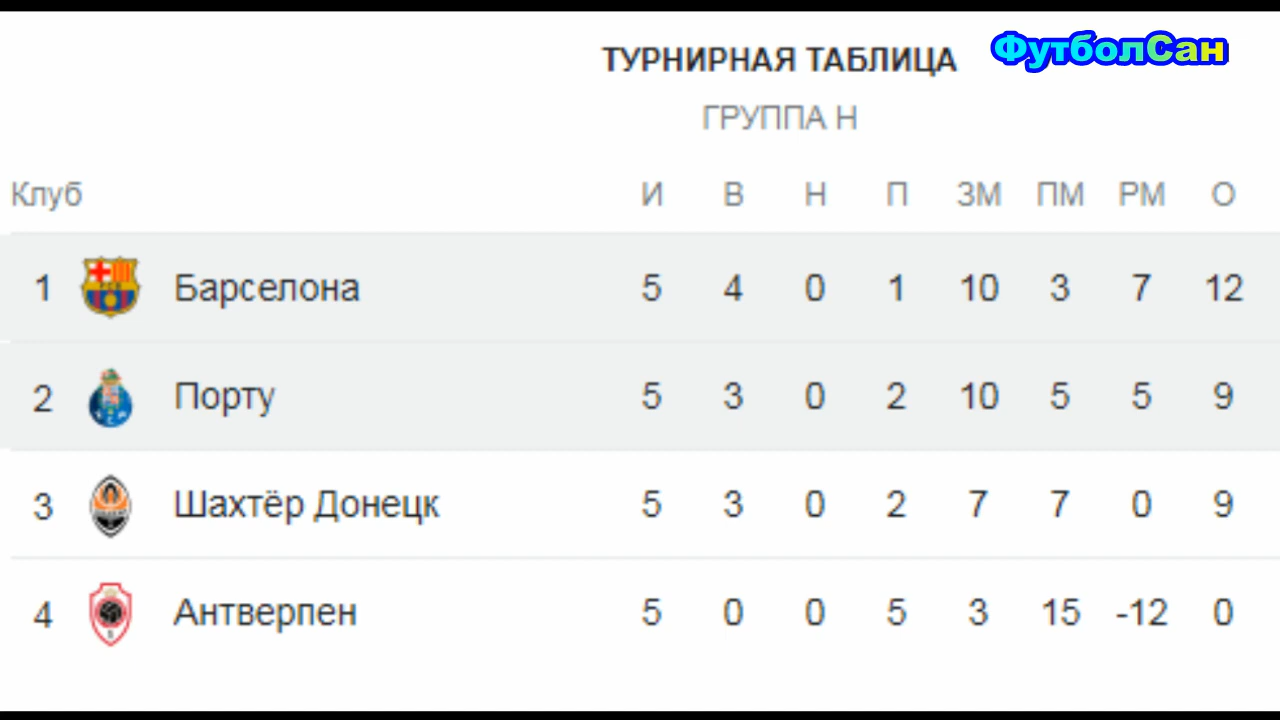 ТУРНИРНАЯ ТАБЛИЦА ФутболСан
ГРУППА H
Клуб И В Н П ЗМ ПМ РМ О
1 Барселона 5 4 0 1 10 3 7 12
2 Порту 5 3 0 2 10 5 5 9
3 Шахтёр Донецк 5 3 0 2 7 7 0 9
4 Антверпен 5 0 0 5 3 15 -12 0